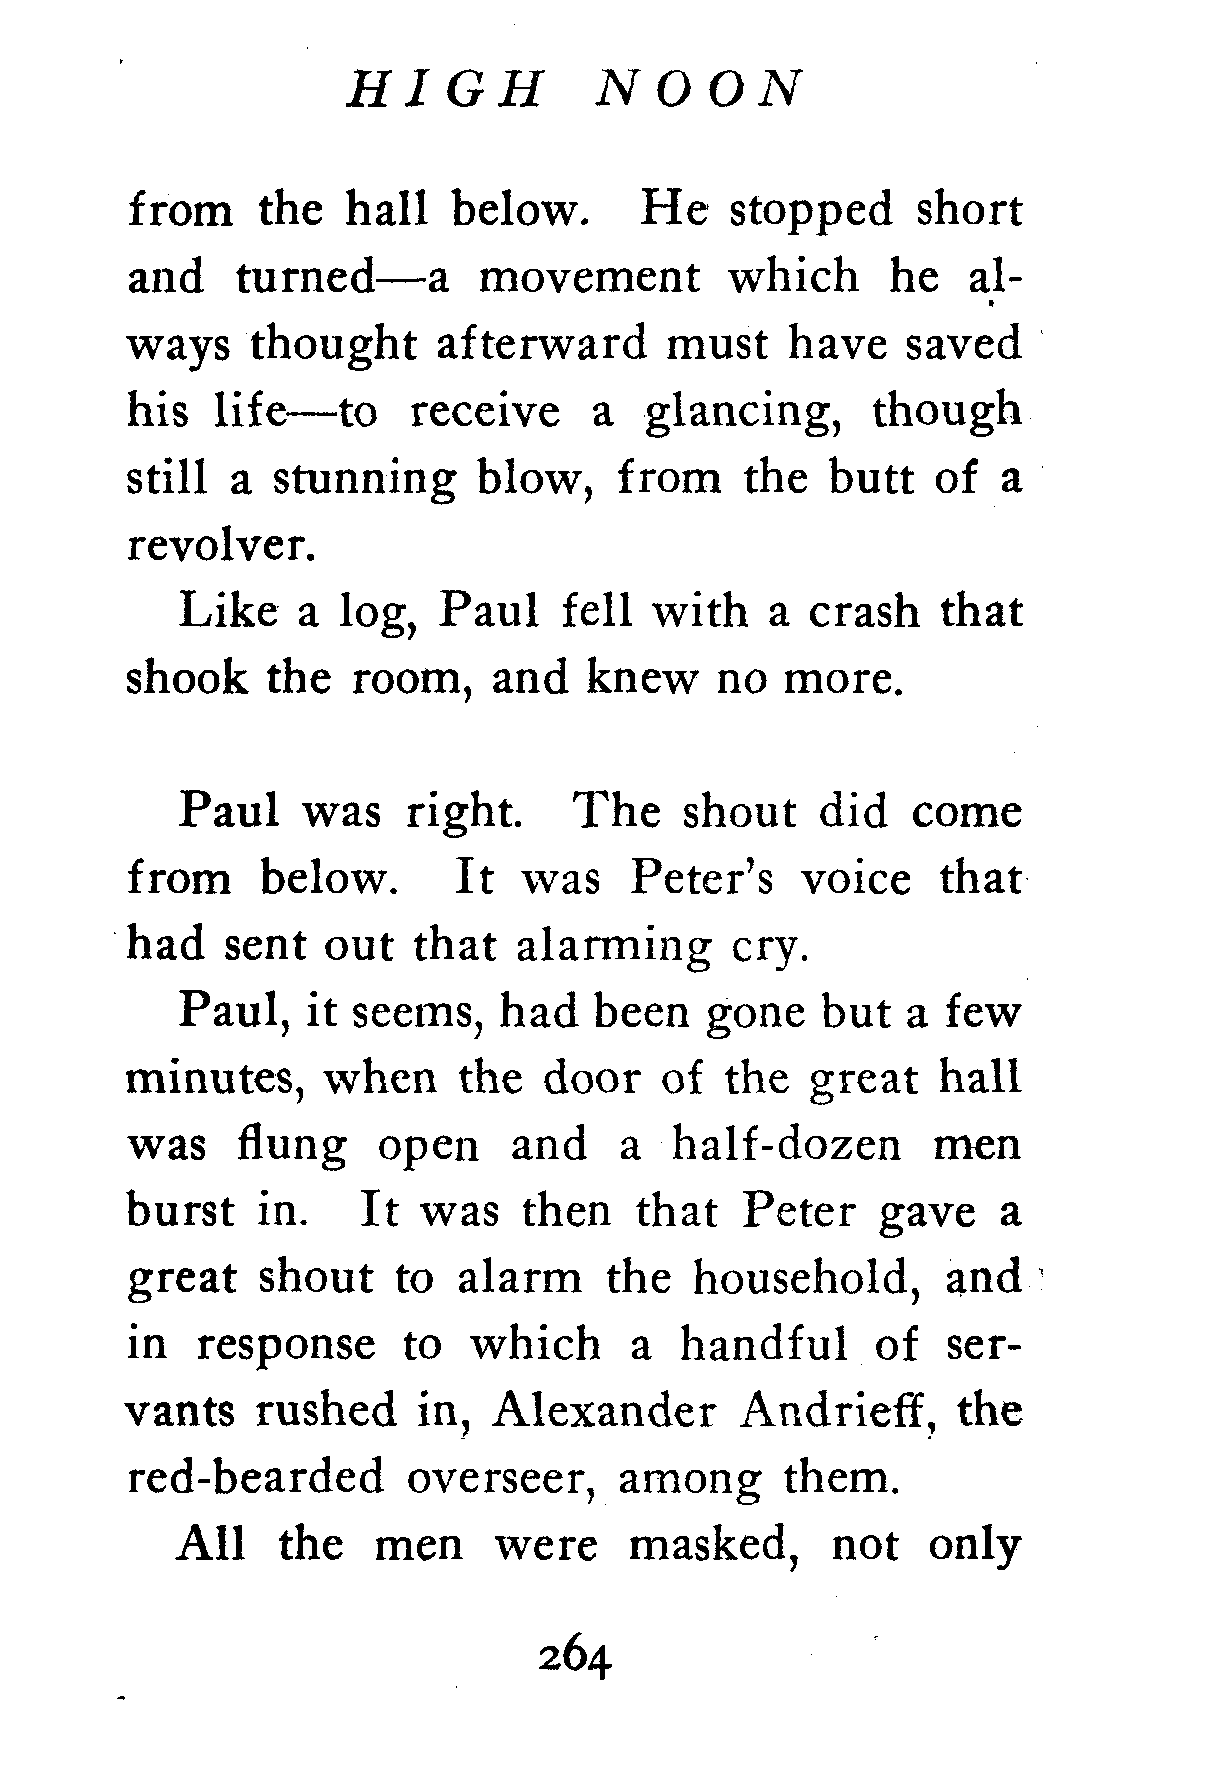 HIGH NOON
from the hall below. He stopped short
and turned—a movement which he al-
ways thought afterward must have saved
his life—to receive a glancing, though
still a stunning blow, from the butt of a
revolver.
Like a log, Paul fell with a crash that
shook the room, and knew no more.
Paul was right. The shout did come
from below. It was Peter's voice that
had sent out that alarming cry.
Paul, it seems, had been gone but a few
minutes, when the door of the great hall
was flung open and a half-dozen men
burst in. It was then that Peter gave a
great shout to alarm the household, and
in response to which a handful of ser-
vants rushed in, Alexander Andrieff, the
red-bearded overseer, among them.
All the men were masked, not only
264